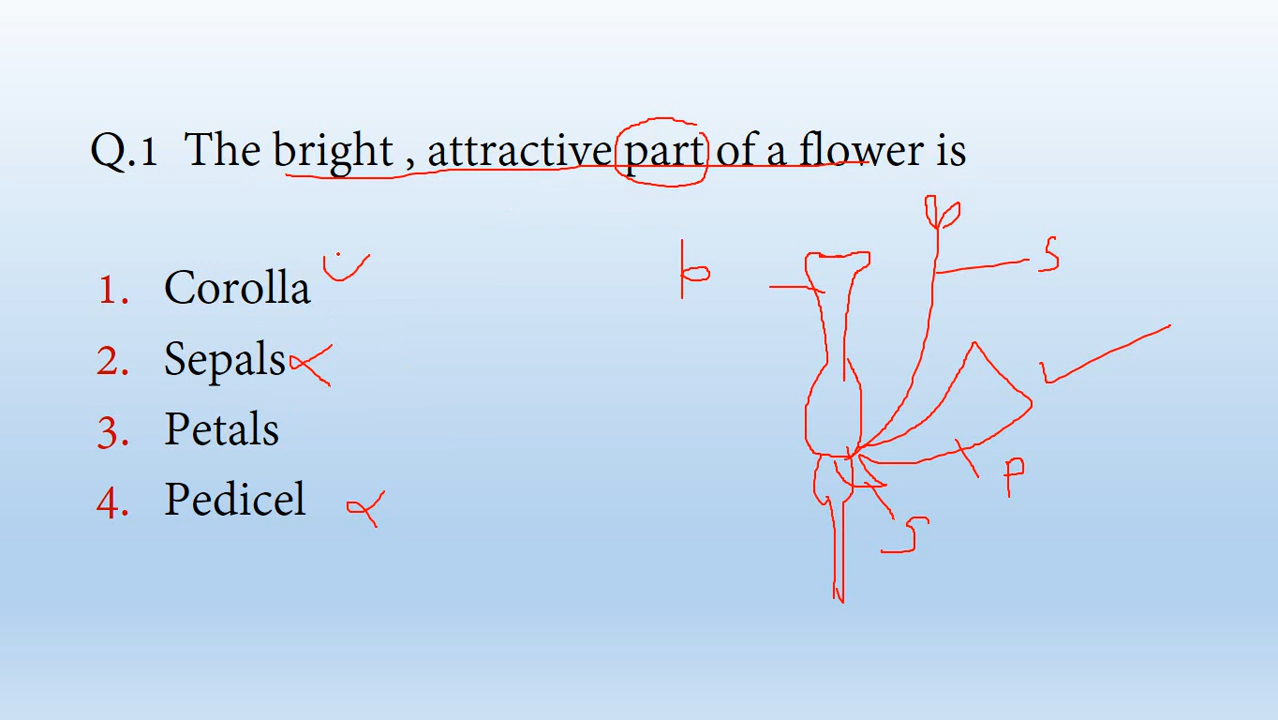 Q.1 The bright , attractive part of a flower is
1. Corolla
2. Sepals
3. Petals
4. Pedicel
S
P
S